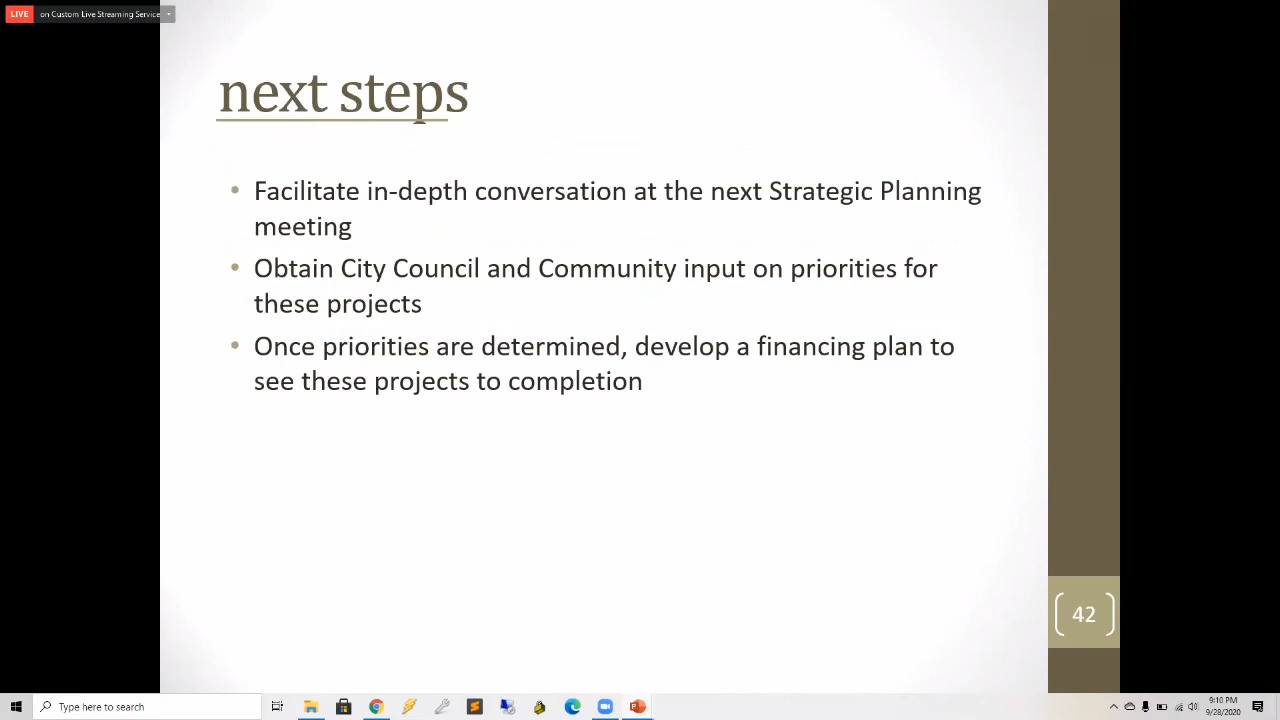 LIVE on Custom Live Streaming Service
next steps
• Facilitate in-depth conversation at the next Strategic Planning
meeting
• Obtain City Council and Community input on priorities for
these projects
• Once priorities are determined, develop a financing plan to
see these projects to completion
42
Type here to search
9:10 PM
9/28/2020